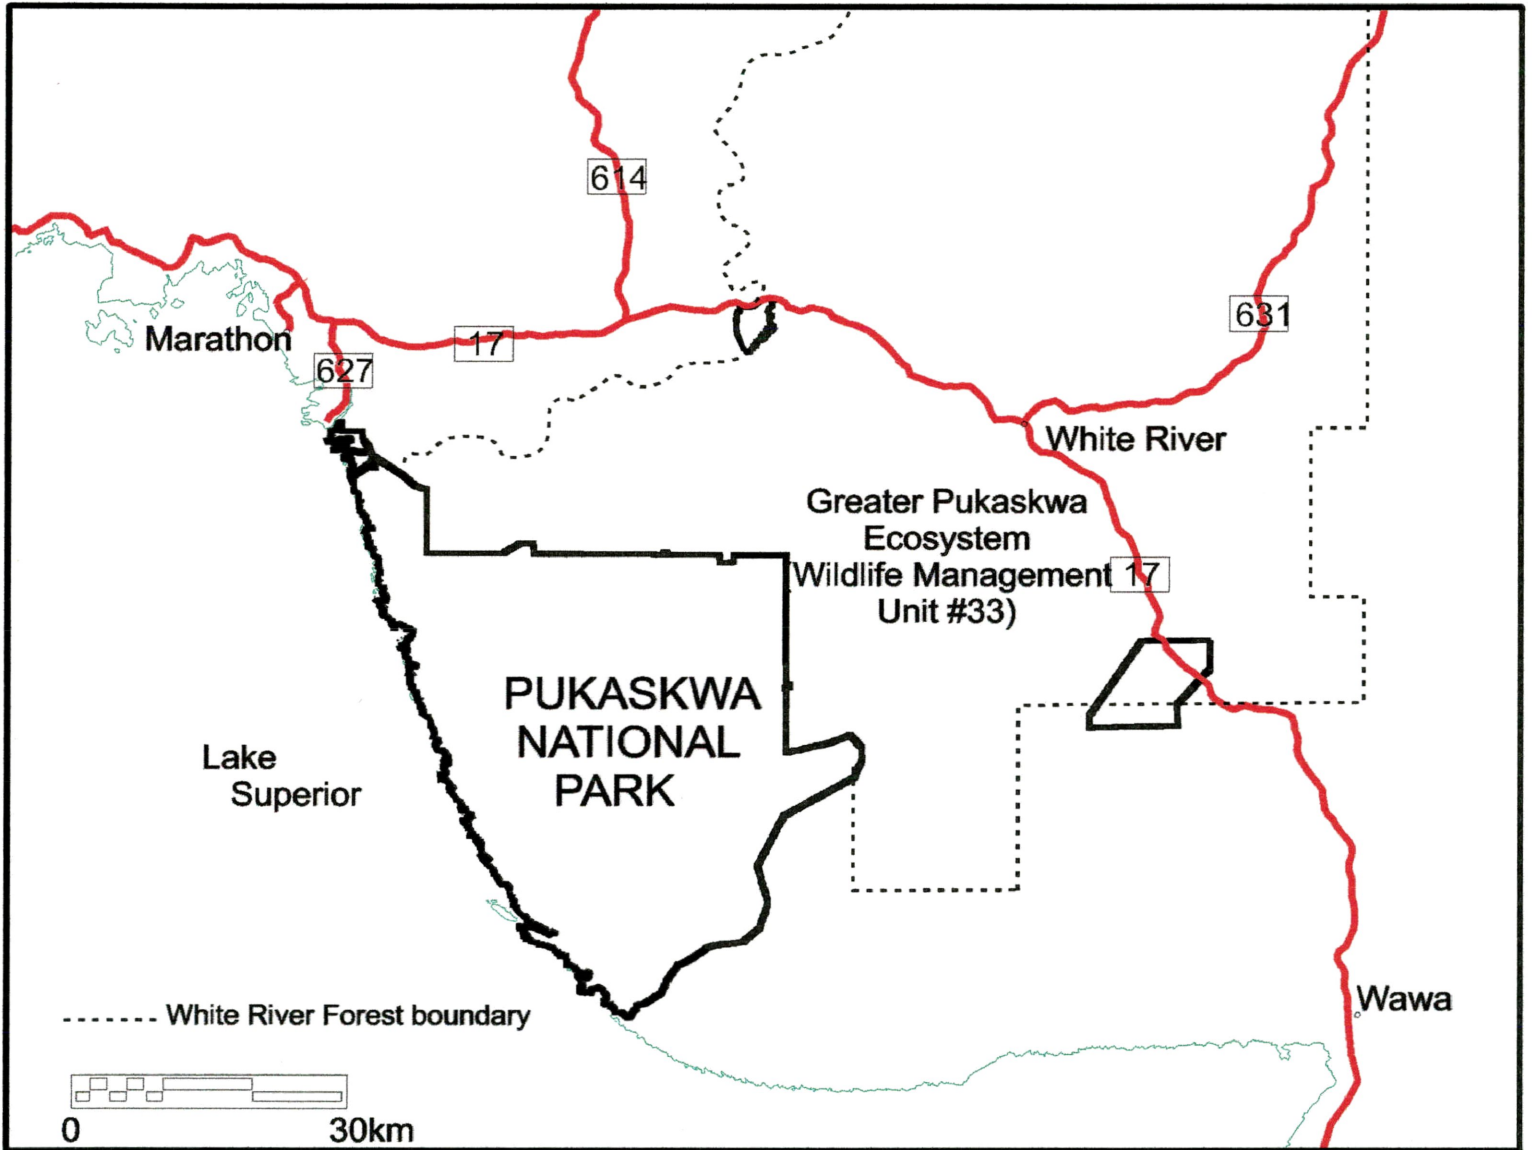 614
631
Marathon
17
627
White River
Greater Pukaskwa
Ecosystem
Wildlife Management
Unit #33)
17
PUKASKWA
NATIONAL
PARK
Lake
Superior
Wawa
White River Forest boundary
0 30km